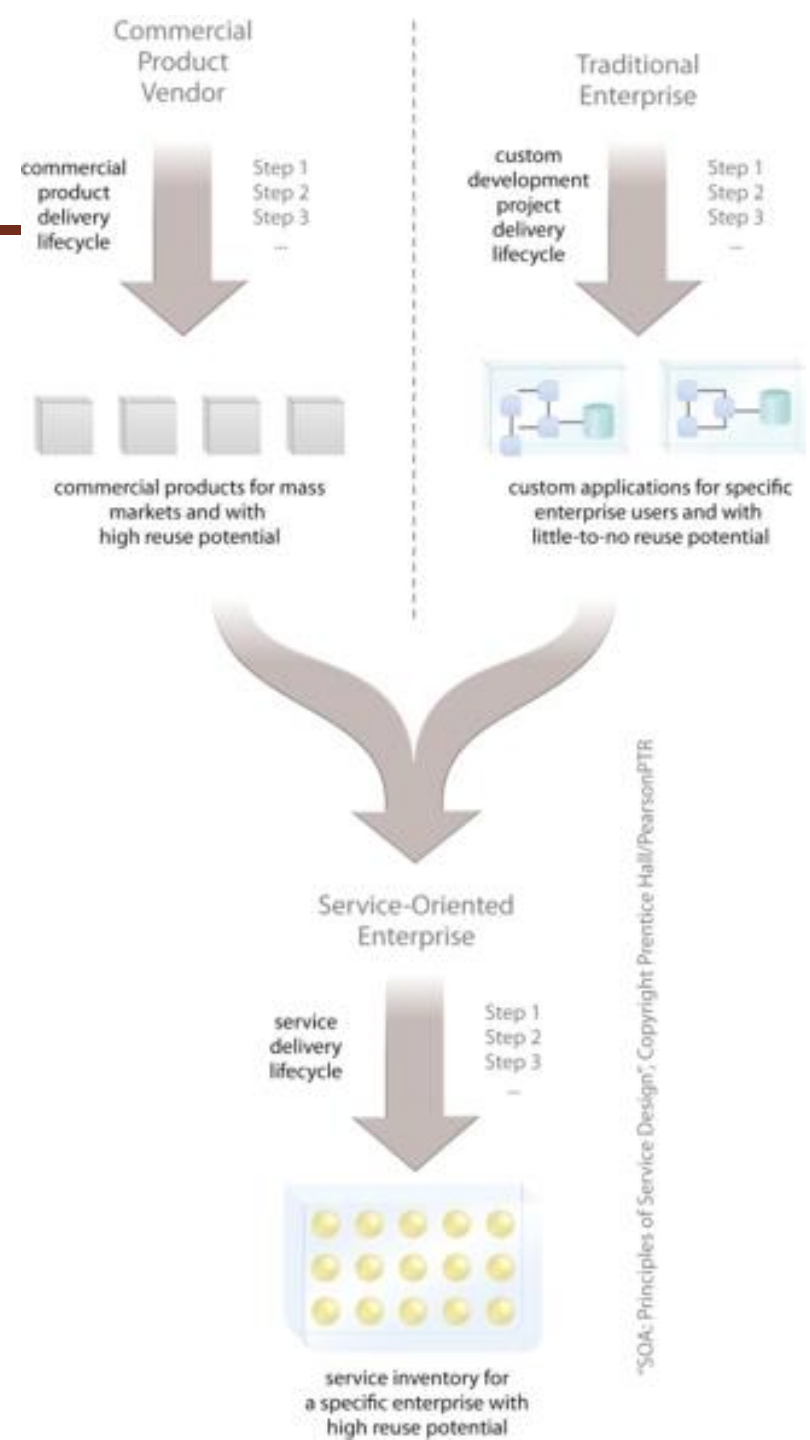 Commercial
Product
Vendor
commercial
product
delivery
lifecycle
Step 1
Step 2
Step 3
...
commercial products for mass
markets and with
high reuse potential
Traditional
Enterprise
custom
development
project
delivery
lifecycle
Step 1
Step 2
Step 3
...
custom applications for specific
enterprise users and with
little-to-no reuse potential
Service-Oriented
Enterprise
service
delivery
lifecycle
Step 1
Step 2
Step 3
...
service inventory for
a specific enterprise with
high reuse potential
"SOA: Principles of Service Design", Copyright Prentice Hall/PearsonPTR